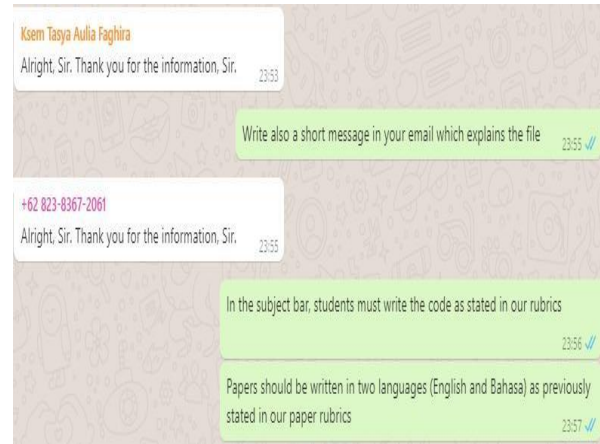 Ksem Tasya Aulia Faghira
Alright, Sir. Thank you for the information, Sir.
23:53
Write also a short message in your email which explains the file
23:55
+62 823-8367-2061
Alright, Sir. Thank you for the information, Sir.
23:55
In the subject bar, students must write the code as stated in our rubrics
23:56
Papers should be written in two languages (English and Bahasa) as previously
stated in our paper rubrics
23:57